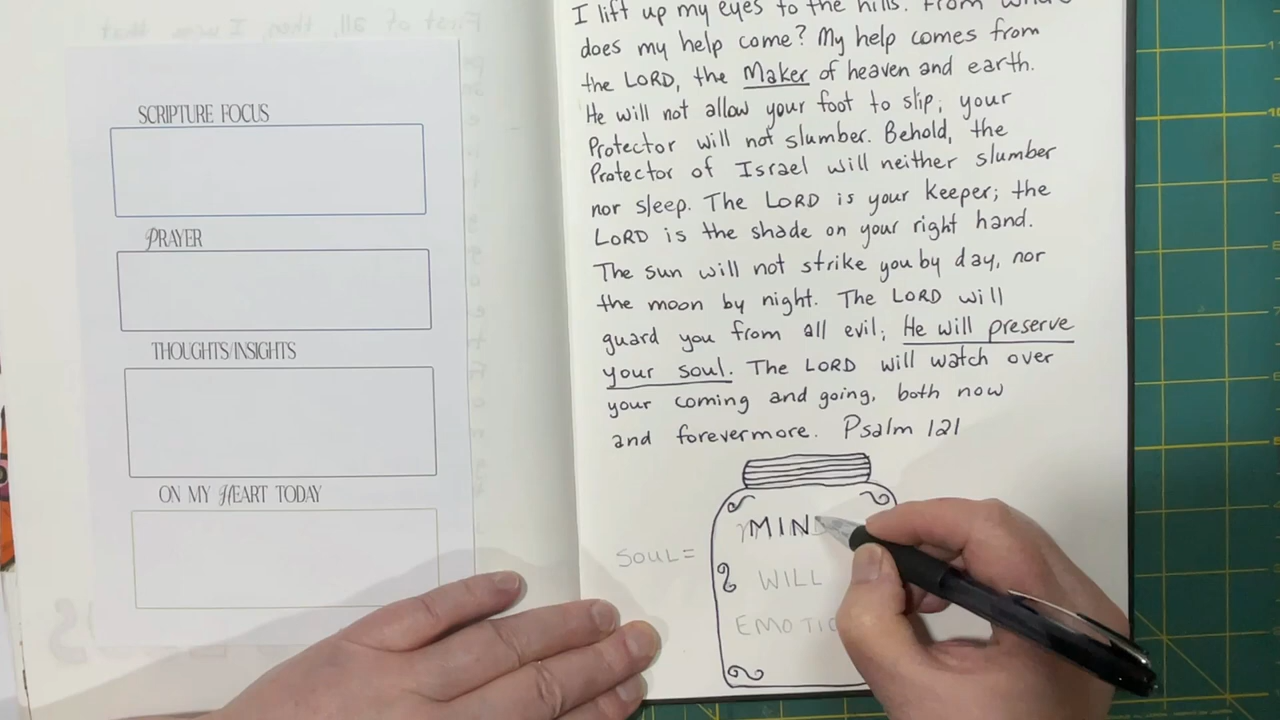 SCRIPTURE FOCUS
PRAYER
THOUGHTS/INSIGHTS
ON MY HEART TODAY
I lift up my eyes to the hills. From
does my help come? My help comes from
the LORD, the Maker of heaven and earth.
He will not allow your foot to slip; your
Protector will not slumber. Behold, the
Protector of Israel will neither slumber
nor sleep. The LORD is your keeper; the
LORD is the shade on your right hand.
The sun will not strike you by day, nor
the moon by night. The LORD will
guard you from all evil; He will preserve
your soul. The LORD will watch over
your coming and going, both now
and forevermore. Psalm 121
MIN
SOUL=
WILL
EMOTIO